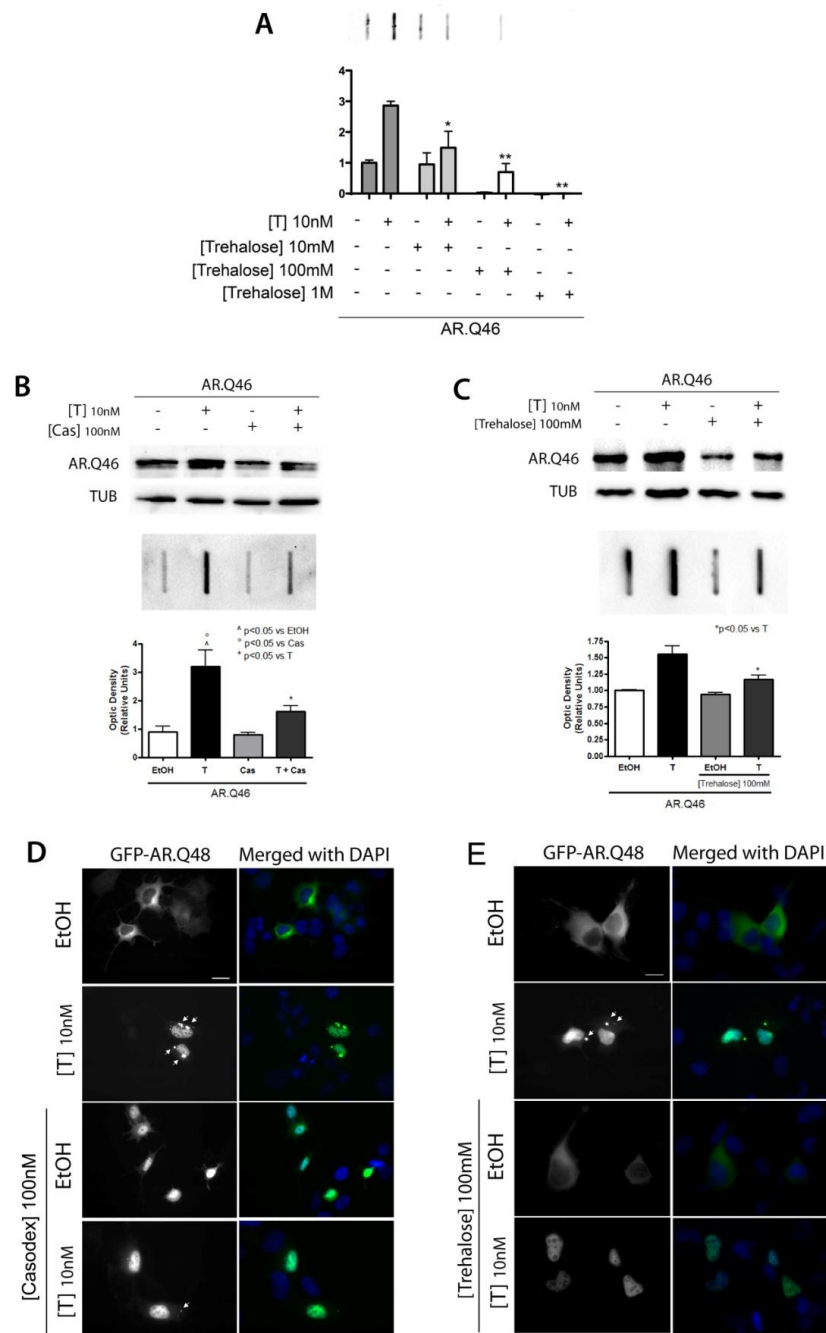 A
4
3
2
1
0
* ** **
[T] 10nM - + - + - + - +
[Trehalose] 10mM - - + + - - - -
[Trehalose] 100mM - - - - + + - -
[Trehalose] 1M - - - - - - + +
AR.Q46
B
AR.Q46
[T] 10nM - + - +
[Cas] 100nM - - + +
AR.Q46
TUB
^ p<0.05 vs EtOH
° p<0.05 vs Cas
* p<0.05 vs T
Optic Density
(Relative Units)
4
3
2
1
0
°
^
*
EtOH T Cas T + Cas
AR.Q46
C
AR.Q46
[T] 10nM - + - +
[Trehalose] 100mM - - + +
AR.Q46
TUB
*p<0.05 vs T
Optic Density
(Relative Units)
1.75
1.50
1.25
1.00
0.75
0.50
0.25
0.00
*
EtOH T EtOH T
[Trehalose] 100mM
AR.Q46
D
GFP-AR.Q48 Merged with DAPI
EtOH
[T] 10nM
[Casodex] 100nM
EtOH
[T] 10nM
E
GFP-AR.Q48 Merged with DAPI
EtOH
[T] 10nM
[Trehalose] 100mM
EtOH
[T] 10nM